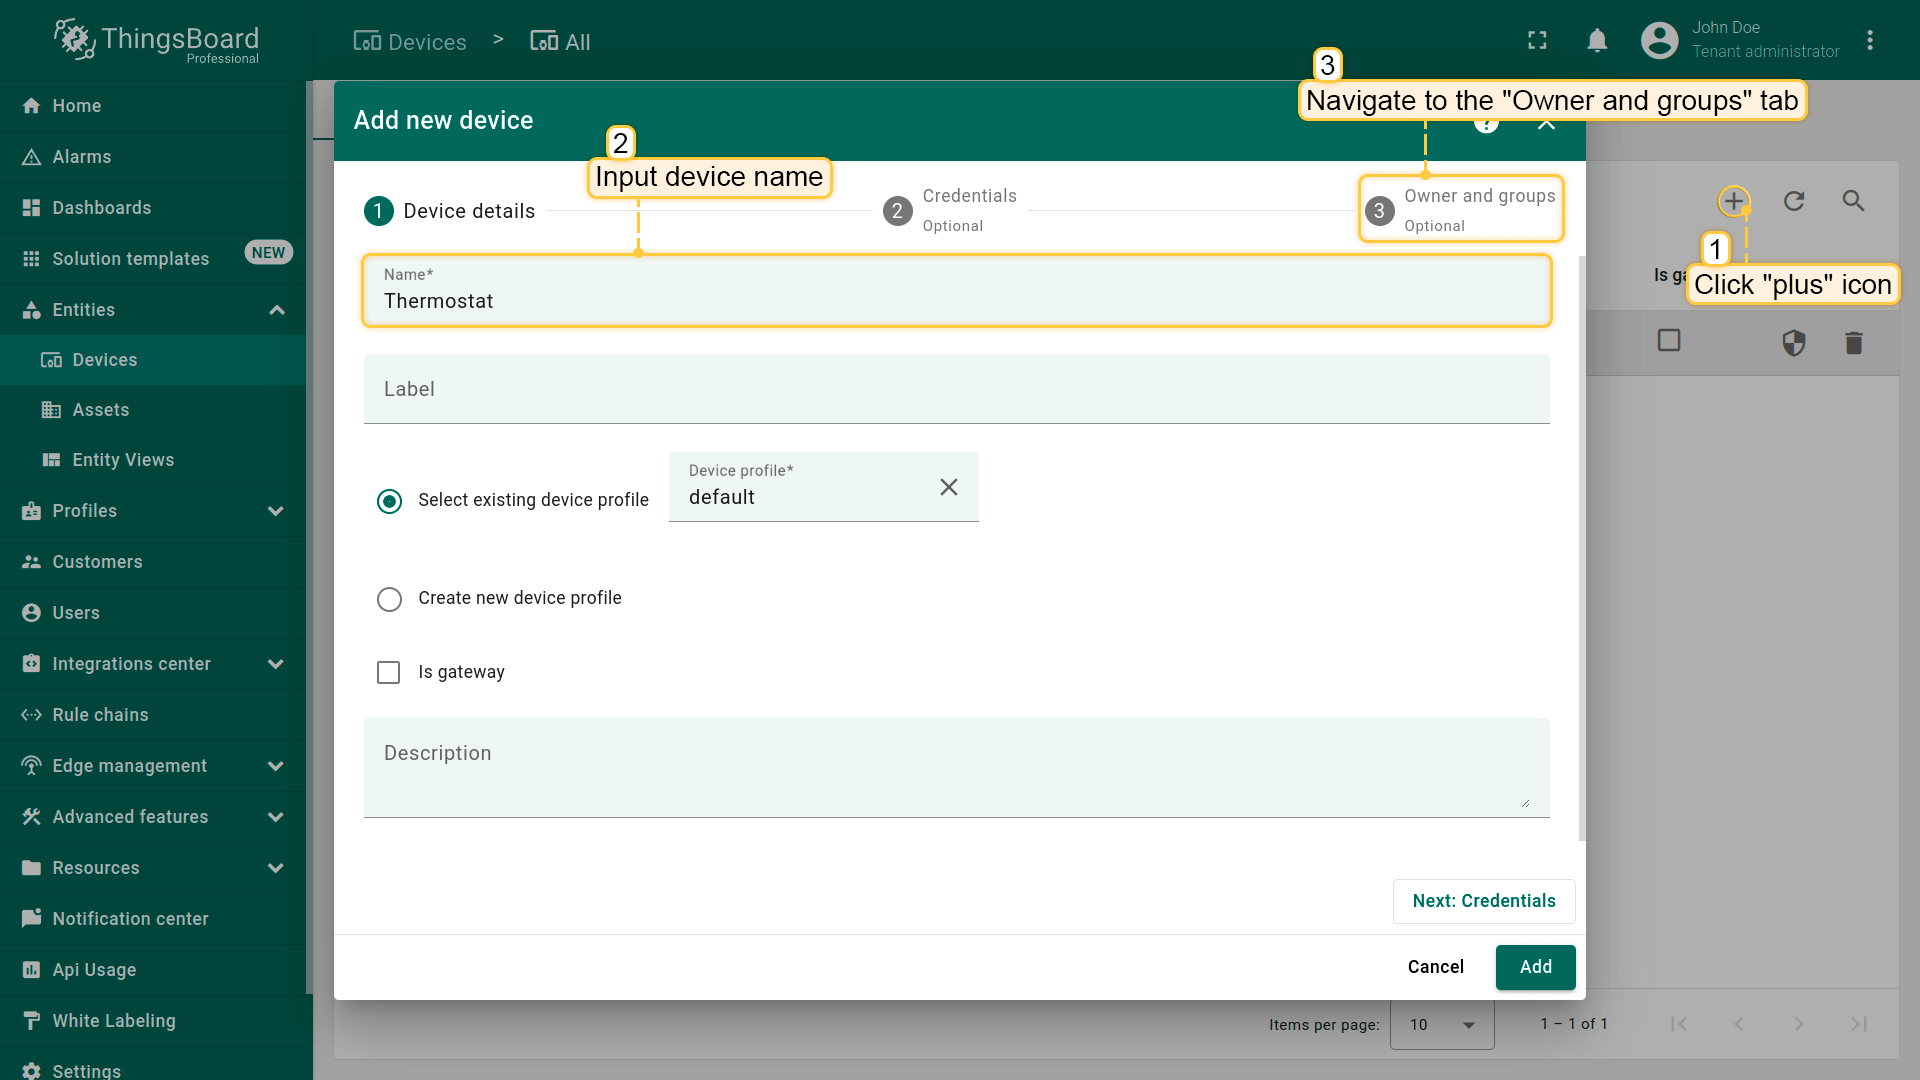 ThingsBoard
Professional
Devices > All
John Doe
Tenant administrator
Home
Alarms
Dashboards
Solution templates
NEW
Entities
Devices
Assets
Entity Views
Profiles
Customers
Users
Integrations center
Rule chains
Edge management
Advanced features
Resources
Notification center
Api Usage
White Labeling
Settings
Add new device
3
Navigate to the "Owner and groups" tab
?
2
Input device name
1 Device details
2 Credentials
Optional
3 Owner and groups
Optional
1
Click "plus" icon
Is
Name*
Thermostat
Label
Select existing device profile
Device profile*
default
Create new device profile
Is gateway
Description
Next: Credentials
Cancel
Add
Items per page:
10
1 – 1 of 1